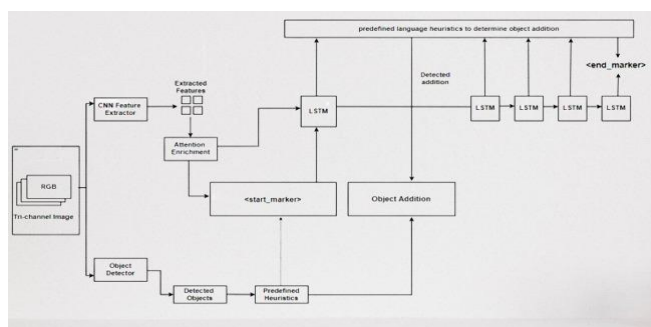 predefined language heuristics to determine object addition
<end_marker>
Extracted
Features
Detected
addition
CNN Feature
Extractor
LSTM
LSTM
LSTM
LSTM
LSTM
Attention
Enrichment
RGB
<start_marker>
Object Addition
Tri-channel Image
Object
Detector
Detected
Objects
Predefined
Heuristics